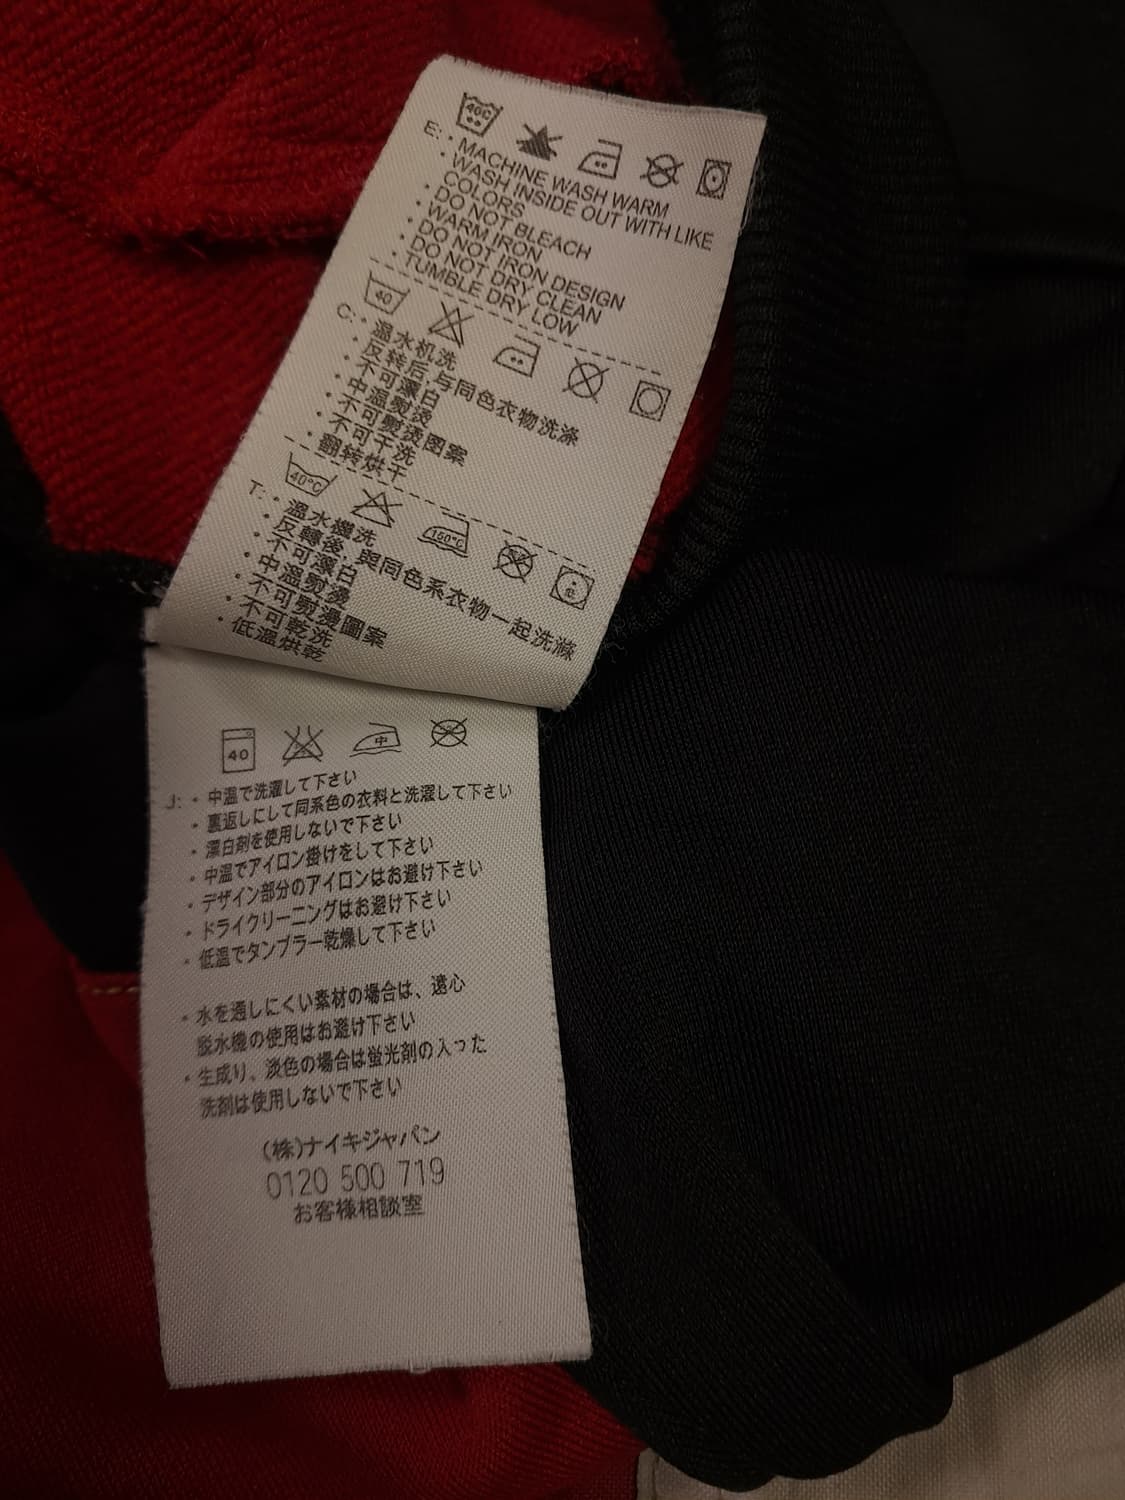 40C
E: · MACHINE WASH WARM
· WASH INSIDE OUT WITH LIKE
COLORS
· DO NOT BLEACH
· WARM IRON
· DO NOT IRON DESIGN
· DO NOT DRY CLEAN
· TUMBLE DRY LOW
40
C: · 温水机洗
· 反转后,与同色衣物洗涤
· 不可漂白
· 中温熨烫
· 不可熨烫图案
· 不可干洗
· 翻转烘干
40°C
150°C
T: · 溫水機洗
· 反轉後,與同色系衣物一起洗滌
· 不可漂白
· 中溫熨燙
· 不可熨燙圖案
· 不可乾洗
· 低溫烘乾
40 中
J: · 中温で洗濯して下さい
· 裏返しにして同系色の衣料と洗濯して下さい
· 漂白剤を使用しないで下さい
· 中温でアイロン掛けをして下さい
· デザイン部分のアイロンはお避け下さい
· ドライクリーニングはお避け下さい
· 低温でタンブラー乾燥して下さい
· 水を通しにくい素材の場合は、遠心
脱水機の使用はお避け下さい
· 生成り、淡色の場合は蛍光剤の入った
洗剤は使用しないで下さい
(株)ナイキジャパン
0120 500 719
お客様相談室